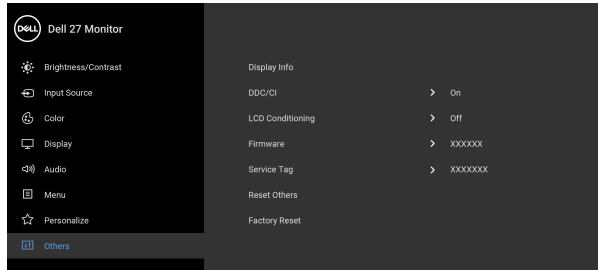 DELL Dell 27 Monitor
Brightness/Contrast Display Info
Input Source DDC/CI > On
Color LCD Conditioning > Off
Display Firmware > XXXXXX
Audio Service Tag > XXXXXXX
Menu Reset Others
Personalize Factory Reset
Others